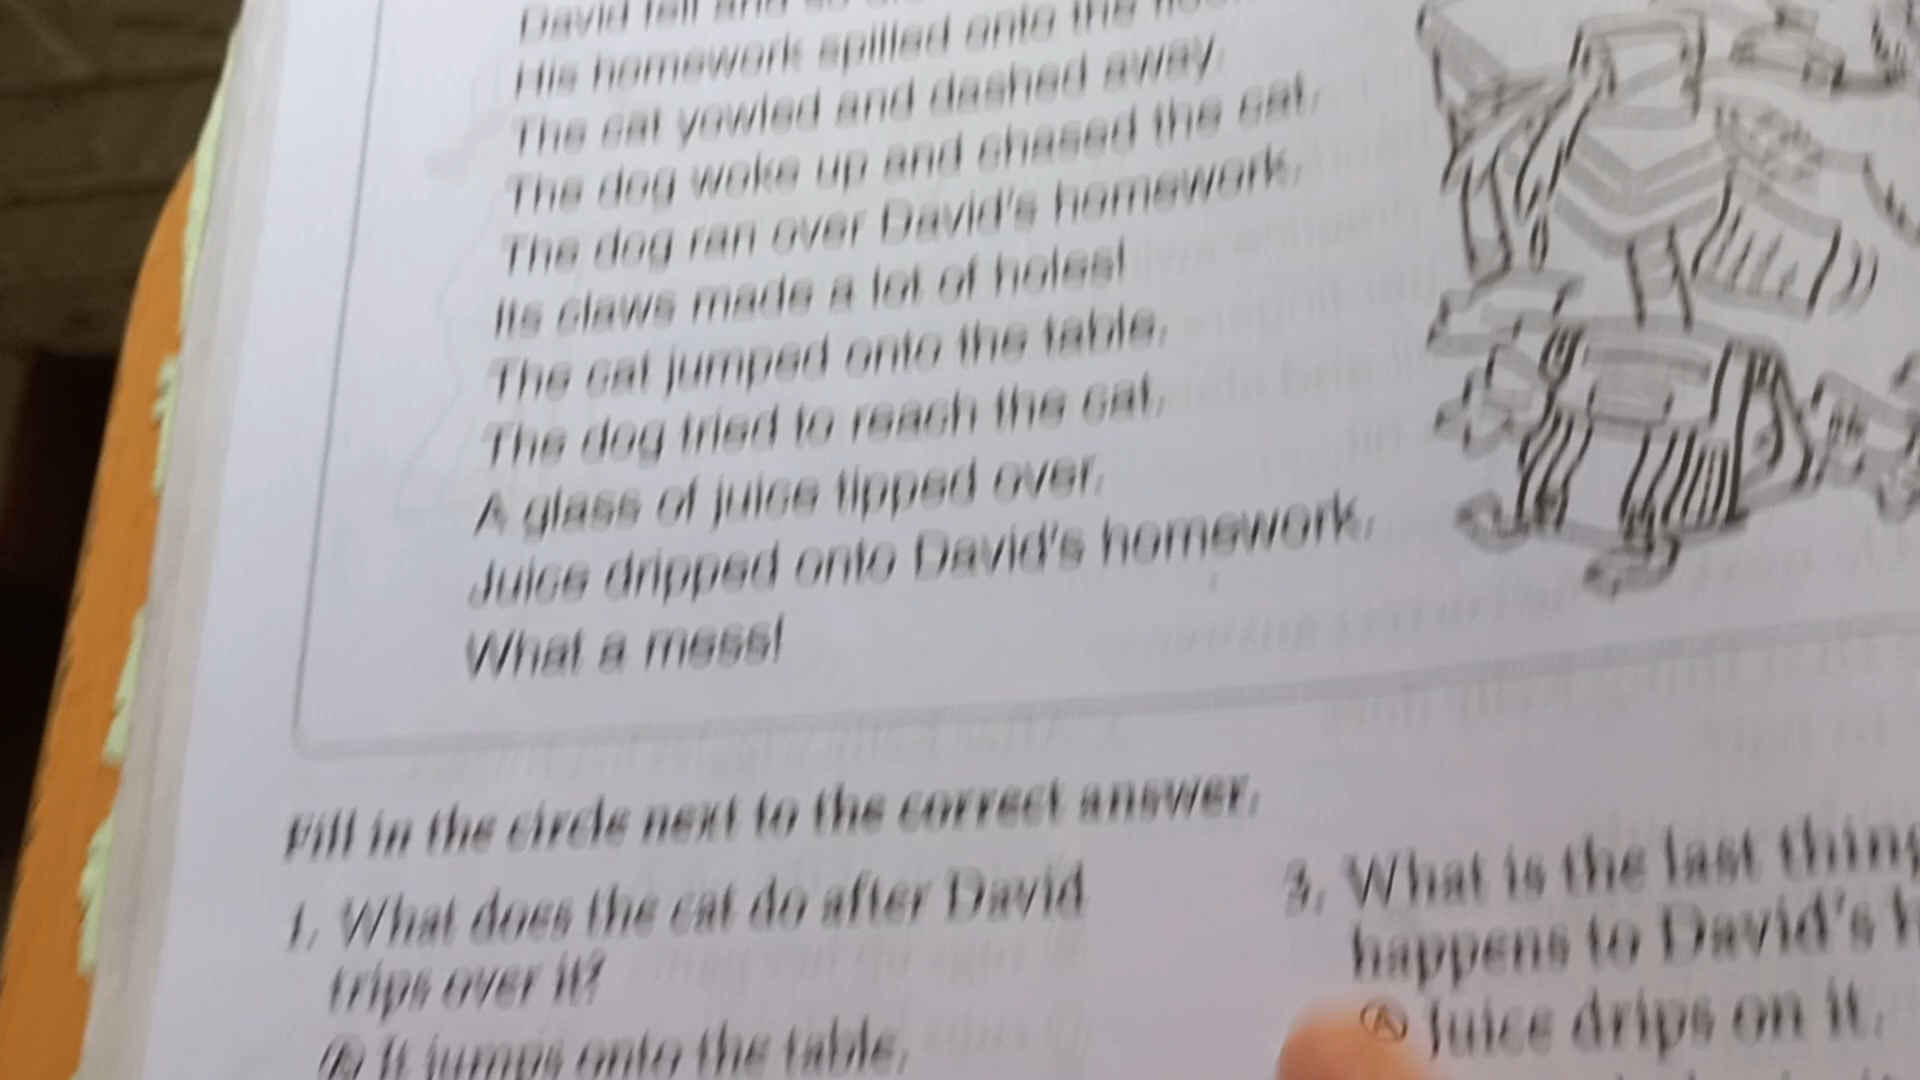 David fell and
His homework spilled onto the
The cat yowled and dashed away.
The dog woke up and chased the cat.
The dog ran over David's homework.
Its claws made a lot of holes!
The cat jumped onto the table.
The dog tried to reach the cat.
A glass of juice tipped over.
Juice dripped onto David's homework.
What a mess!
Fill in the circle next to the correct answer.
1. What does the cat do after David
trips over it?
Ⓐ It jumps onto the table.
3. What is the last thing
happens to David's
Ⓐ Juice drips on it.